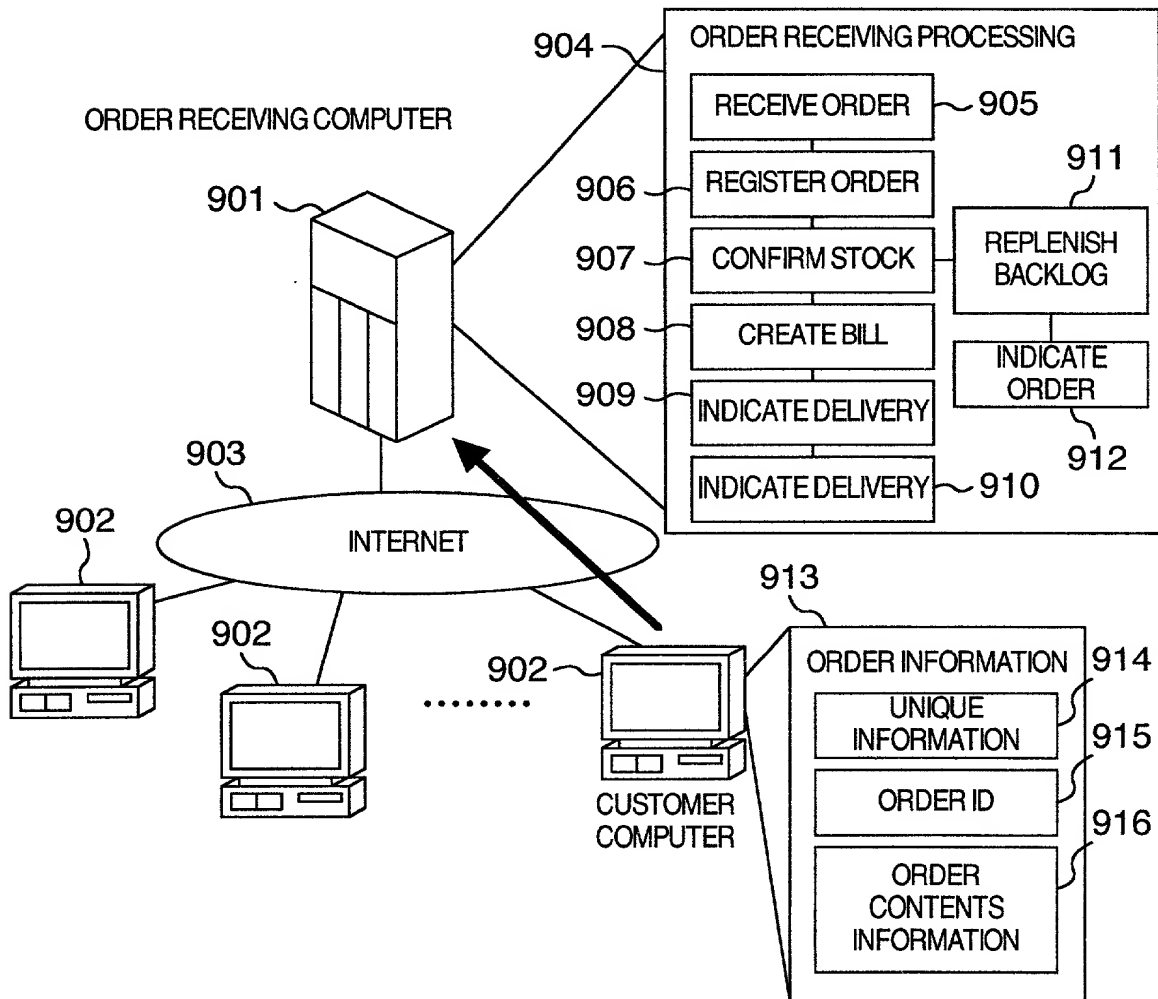 ORDER RECEIVING COMPUTER
901
904
ORDER RECEIVING PROCESSING
RECEIVE ORDER
905
906
REGISTER ORDER
911
907
CONFIRM STOCK
REPLENISH
BACKLOG
908
CREATE BILL
909
INDICATE DELIVERY
INDICATE
ORDER
912
INDICATE DELIVERY
910
903
INTERNET
902
902
902
........
CUSTOMER
COMPUTER
913
ORDER INFORMATION
914
UNIQUE
INFORMATION
915
ORDER ID
916
ORDER
CONTENTS
INFORMATION